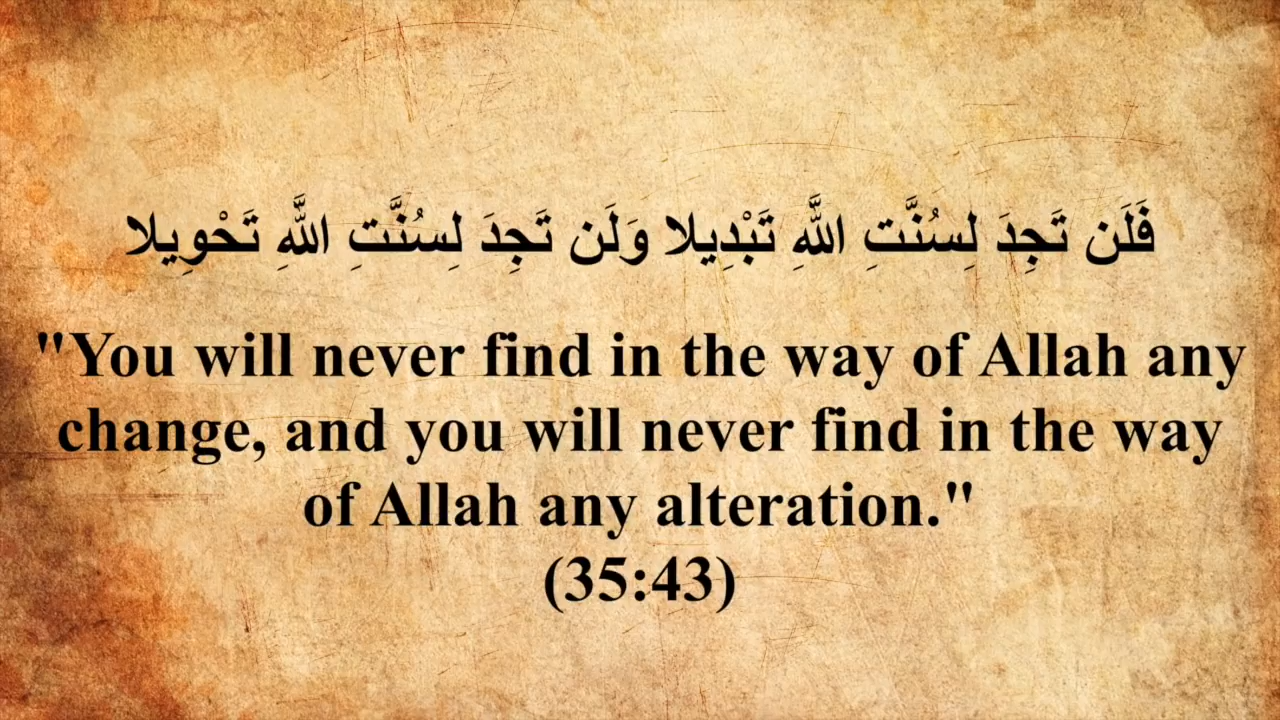 فَلَن تَجِدَ لِسُنَّتِ اللَّهِ تَبْدِيلا وَلَن تَجِدَ لِسُنَّتِ اللَّهِ تَحْوِيلا
"You will never find in the way of Allah any
change, and you will never find in the way
of Allah any alteration."
(35:43)